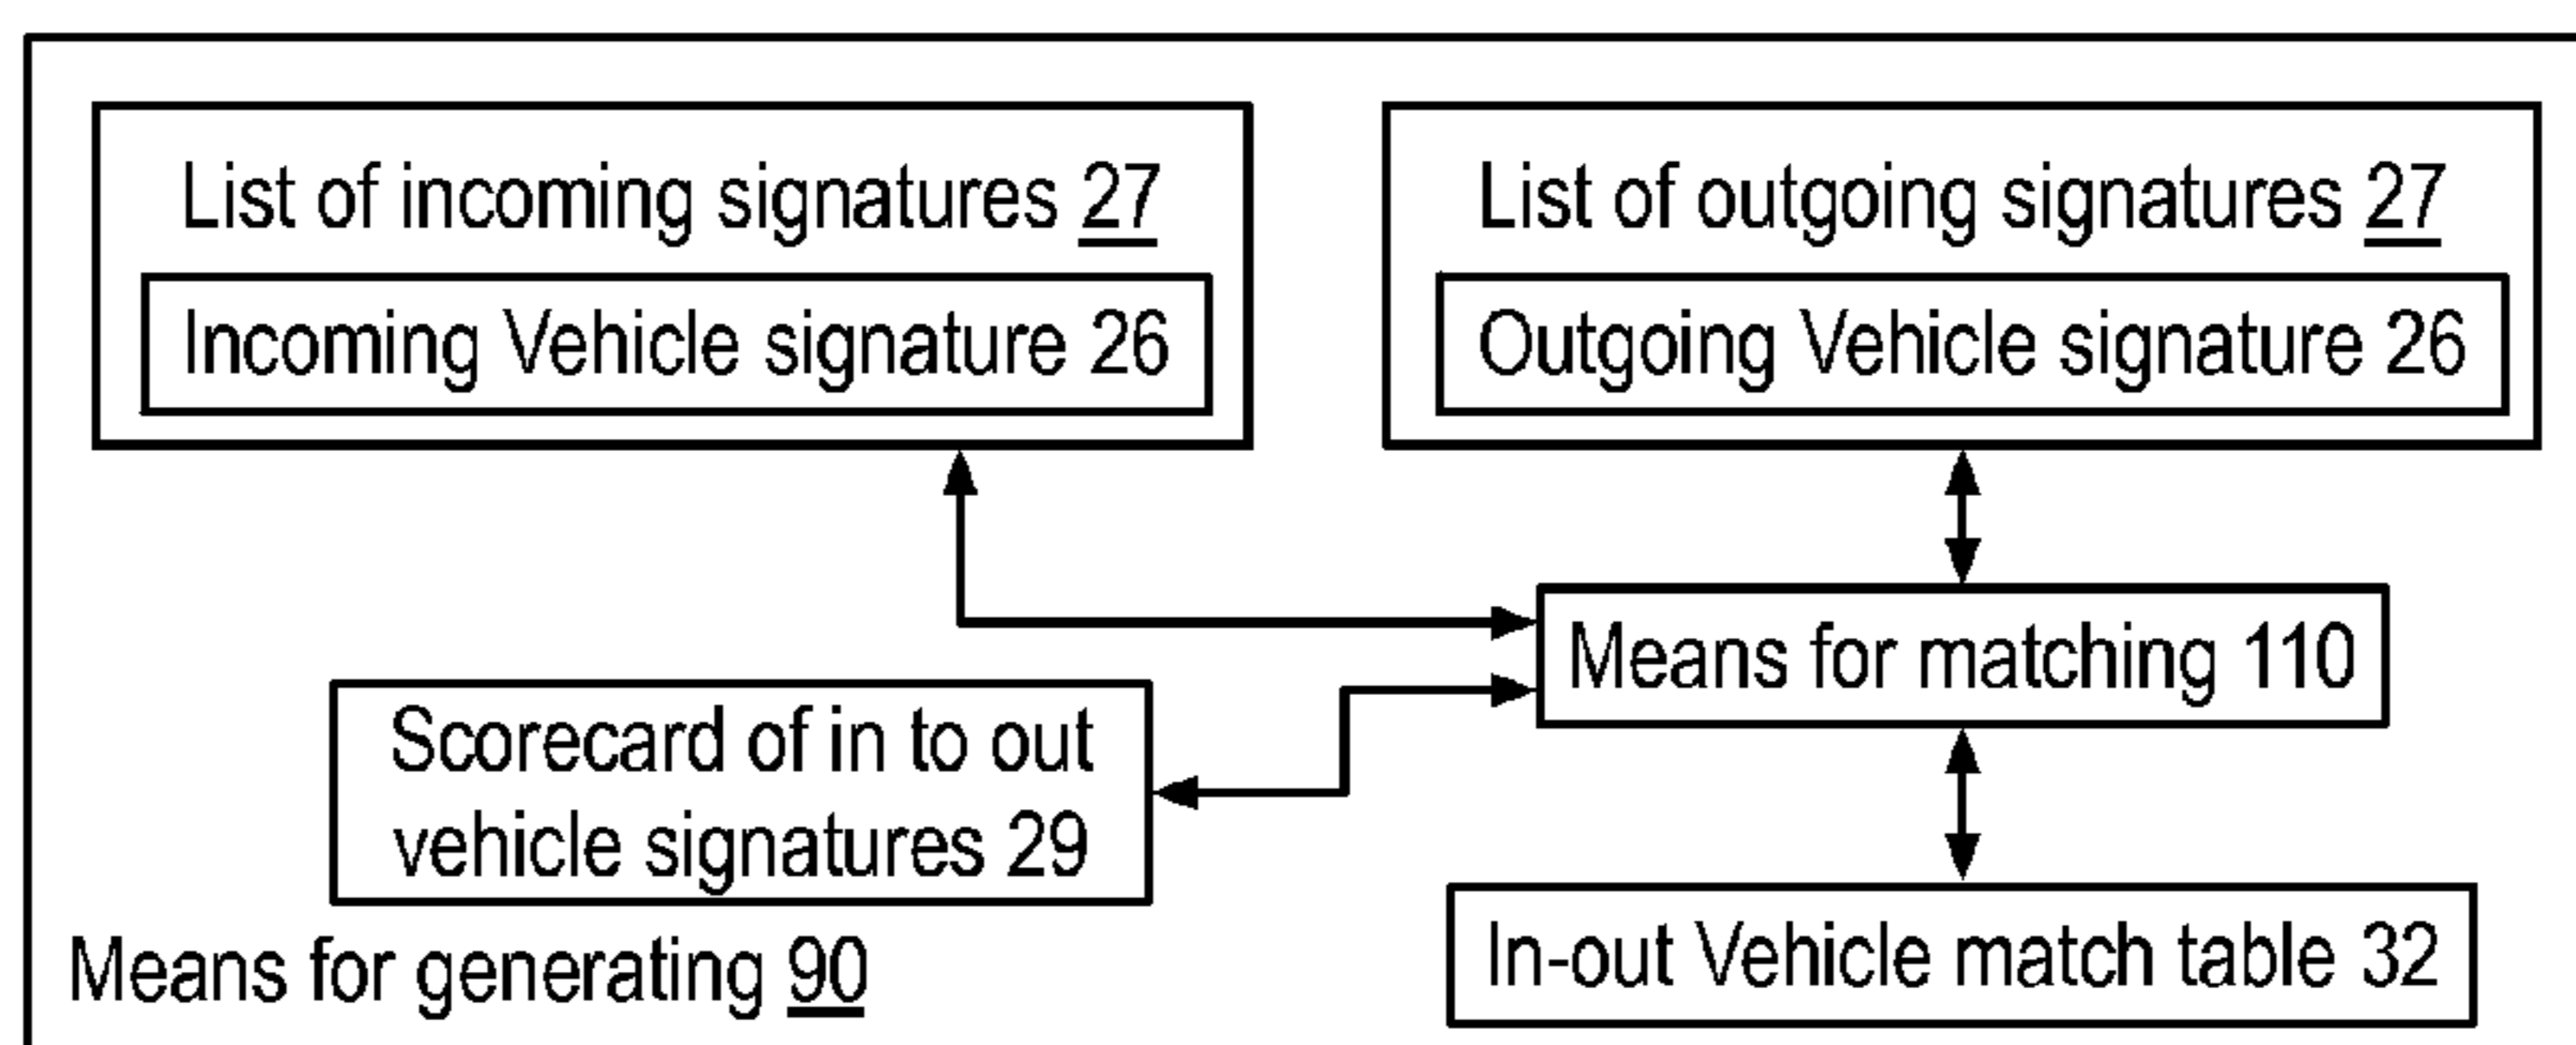 List of incoming signatures 27
Incoming Vehicle signature 26
List of outgoing signatures 27
Outgoing Vehicle signature 26
Means for matching 110
Scorecard of in to out
vehicle signatures 29
Means for generating 90
In-out Vehicle match table 32